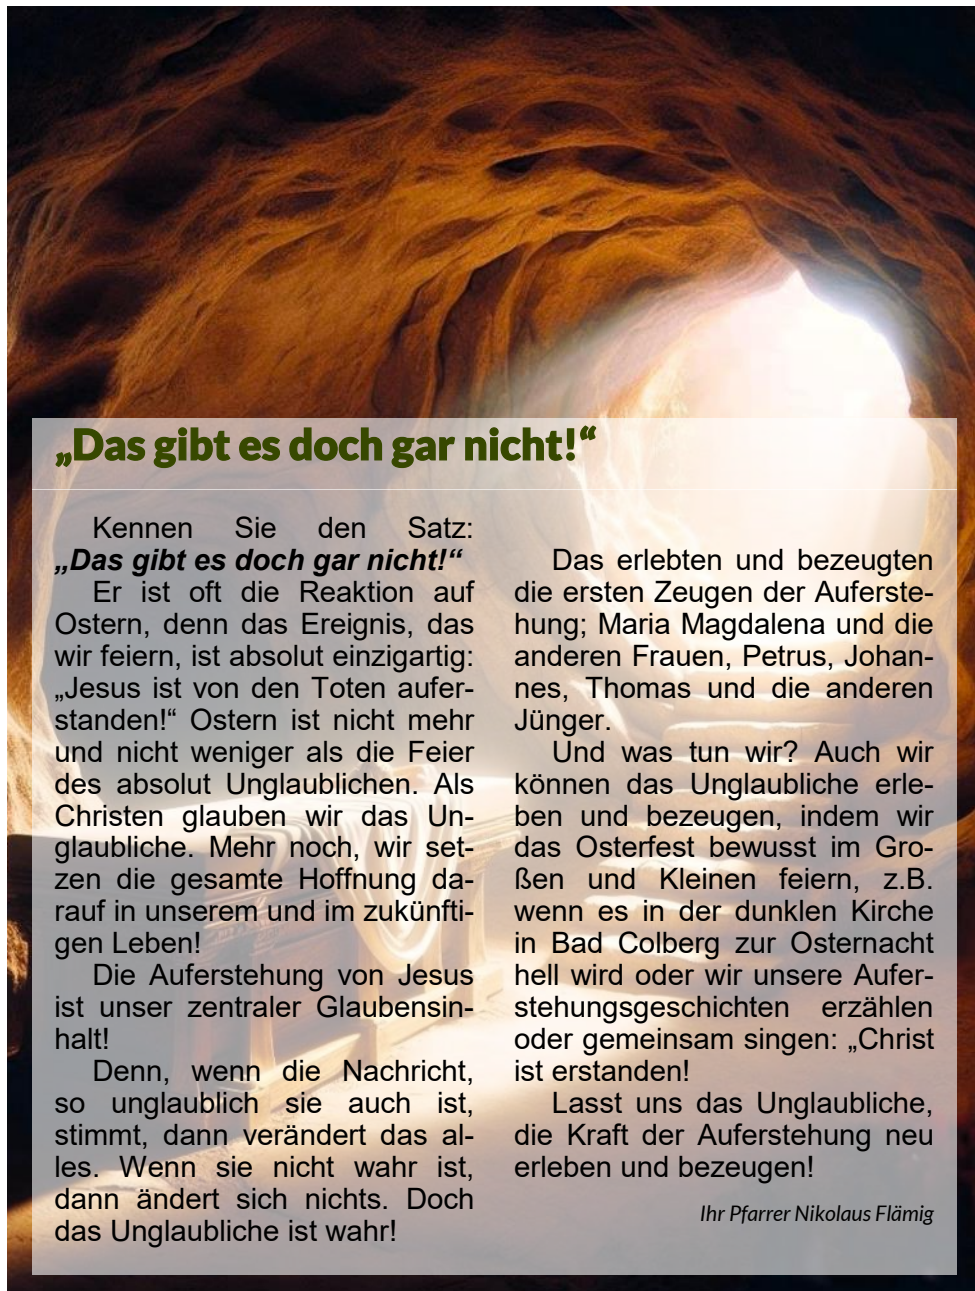 „Das gibt es doch gar nicht!“
Kennen Sie den Satz:
„Das gibt es doch gar nicht!“
Er ist oft die Reaktion auf
Ostern, denn das Ereignis, das
wir feiern, ist absolut einzigartig:
„Jesus ist von den Toten aufer-
standen!“ Ostern ist nicht mehr
und nicht weniger als die Feier
des absolut Unglaublichen. Als
Christen glauben wir das Un-
glaubliche. Mehr noch, wir set-
zen die gesamte Hoffnung da-
rauf in unserem und im zukünfti-
gen Leben!
Die Auferstehung von Jesus
ist unser zentraler Glaubensin-
halt!
Denn, wenn die Nachricht,
so unglaublich sie auch ist,
stimmt, dann verändert das al-
les. Wenn sie nicht wahr ist,
dann ändert sich nichts. Doch
das Unglaubliche ist wahr!
Das erlebten und bezeugten
die ersten Zeugen der Auferste-
hung; Maria Magdalena und die
anderen Frauen, Petrus, Johan-
nes, Thomas und die anderen
Jünger.
Und was tun wir? Auch wir
können das Unglaubliche erle-
ben und bezeugen, indem wir
das Osterfest bewusst im Gro-
ßen und Kleinen feiern, z.B.
wenn es in der dunklen Kirche
in Bad Colberg zur Osternacht
hell wird oder wir unsere Aufer-
stehungsgeschichten erzählen
oder gemeinsam singen: „Christ
ist erstanden!
Lasst uns das Unglaubliche,
die Kraft der Auferstehung neu
erleben und bezeugen!
Ihr Pfarrer Nikolaus Flämig